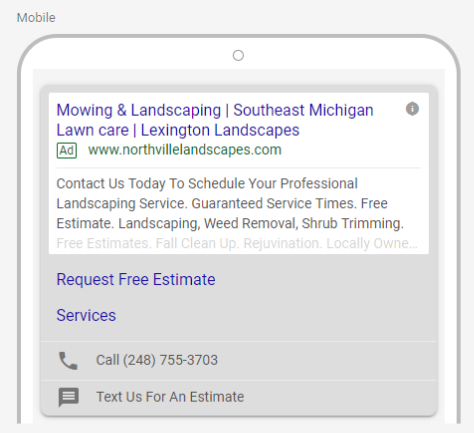 Mobile
Mowing & Landscaping | Southeast Michigan
Lawn care | Lexington Landscapes
Ad www.northvillelandscapes.com
Contact Us Today To Schedule Your Professional
Landscaping Service. Guaranteed Service Times. Free
Estimate. Landscaping, Weed Removal, Shrub Trimming.
Free Estimates. Fall Clean Up. Rejuvination. Locally Owne...
Request Free Estimate
Services
Call (248) 755-3703
Text Us For An Estimate